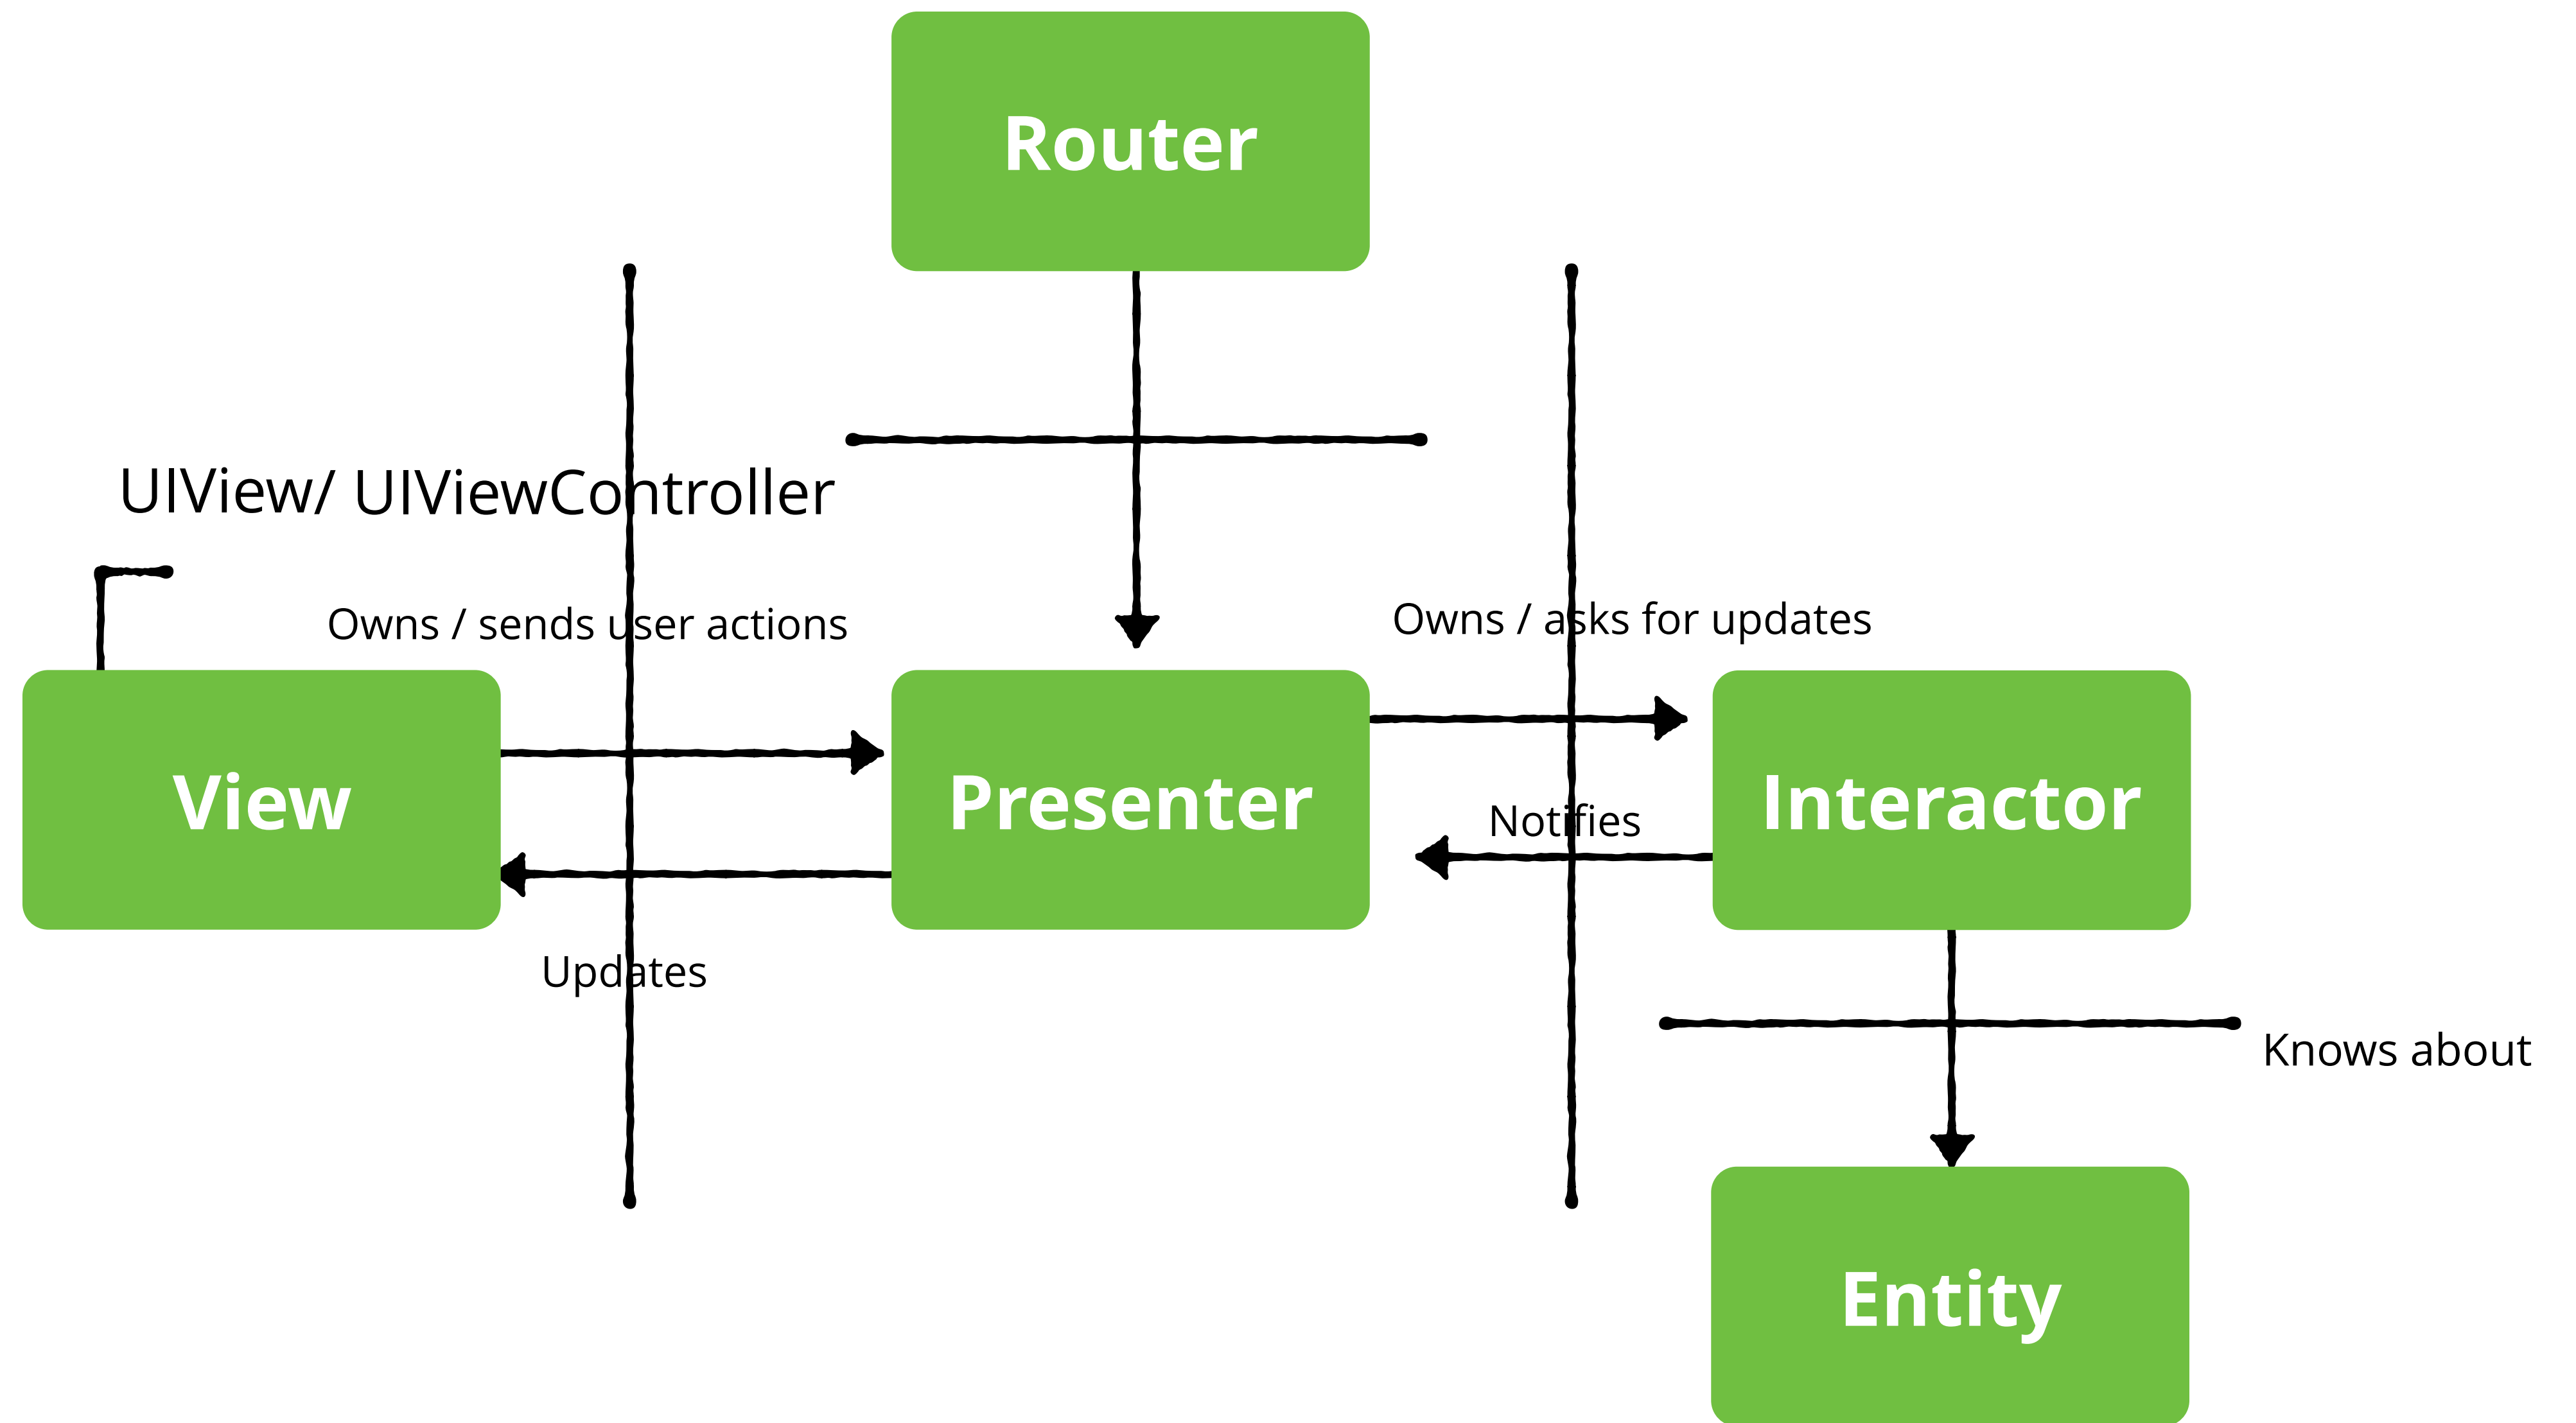 Router
UIView/ UIViewController
Owns / sends user actions
Owns / asks for updates
View
Presenter
Interactor
Notifies
Updates
Knows about
Entity